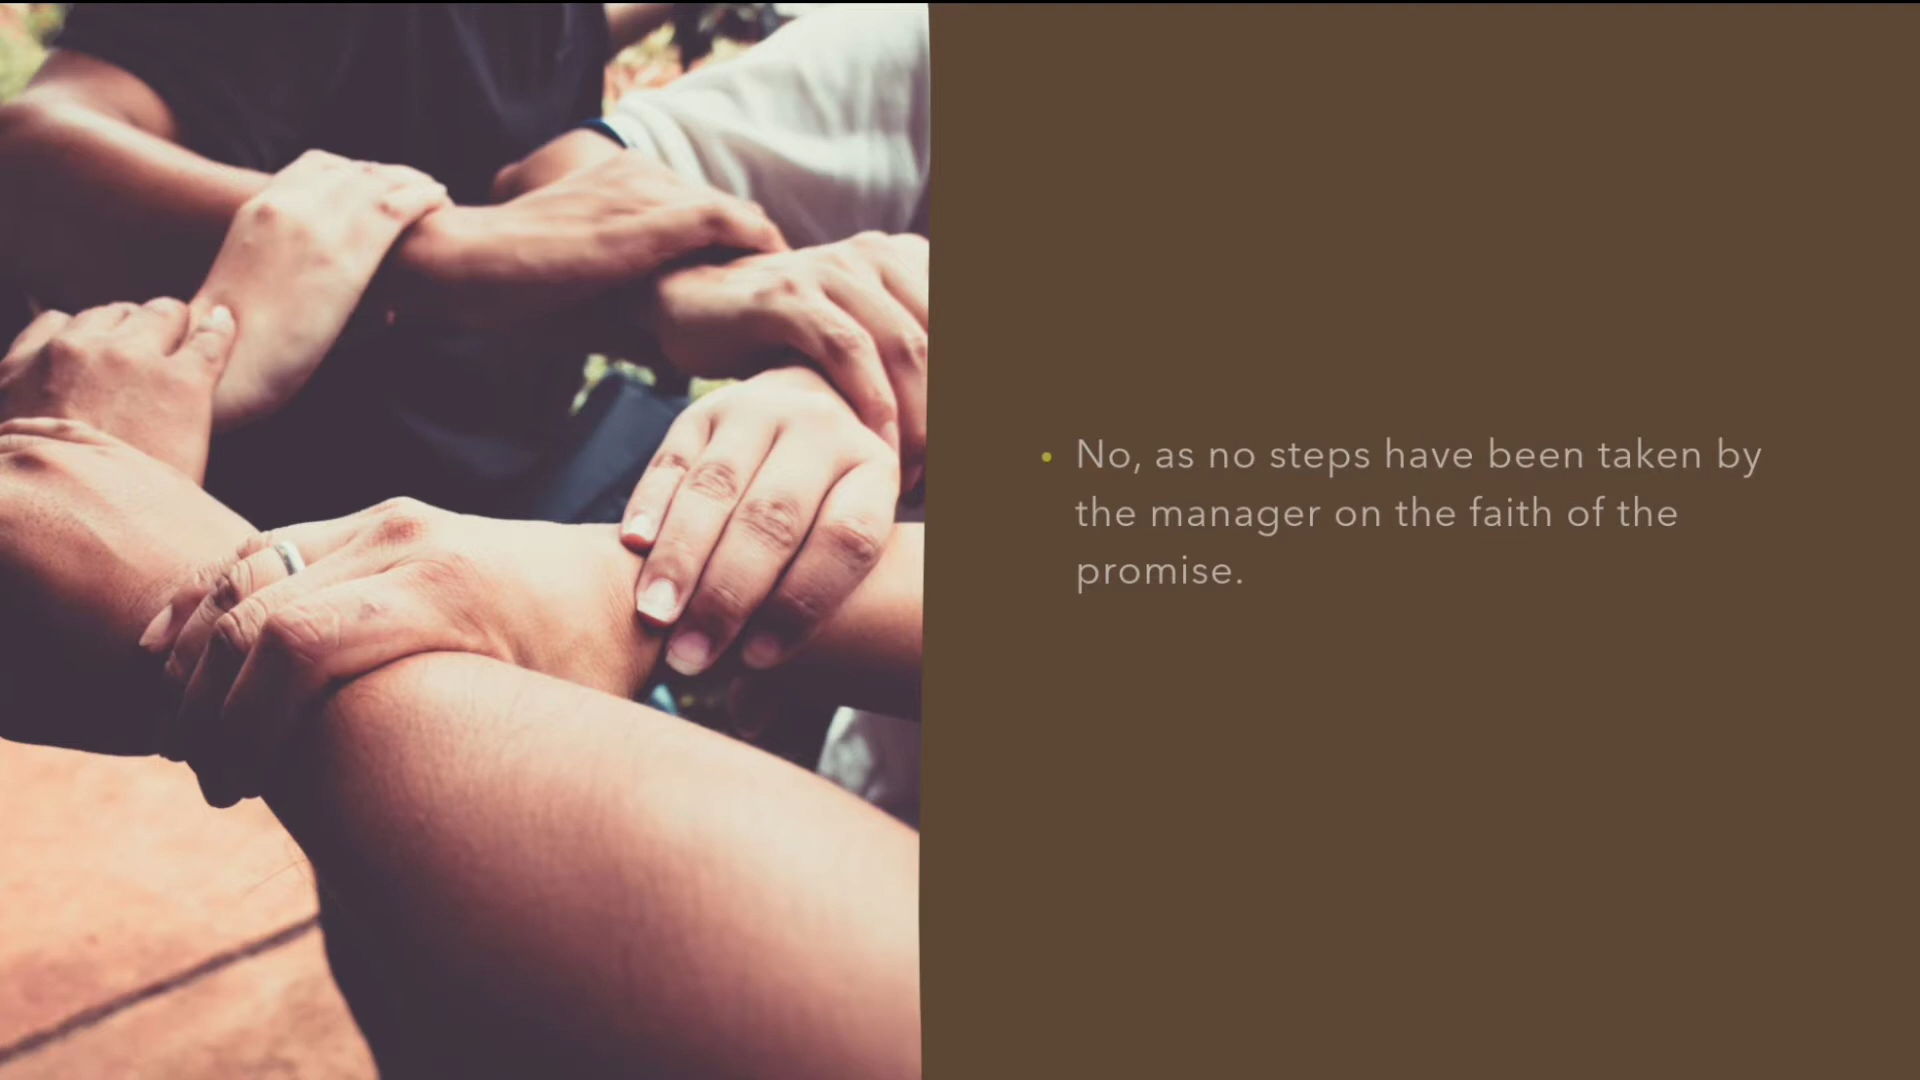 • No, as no steps have been taken by
the manager on the faith of the
promise.